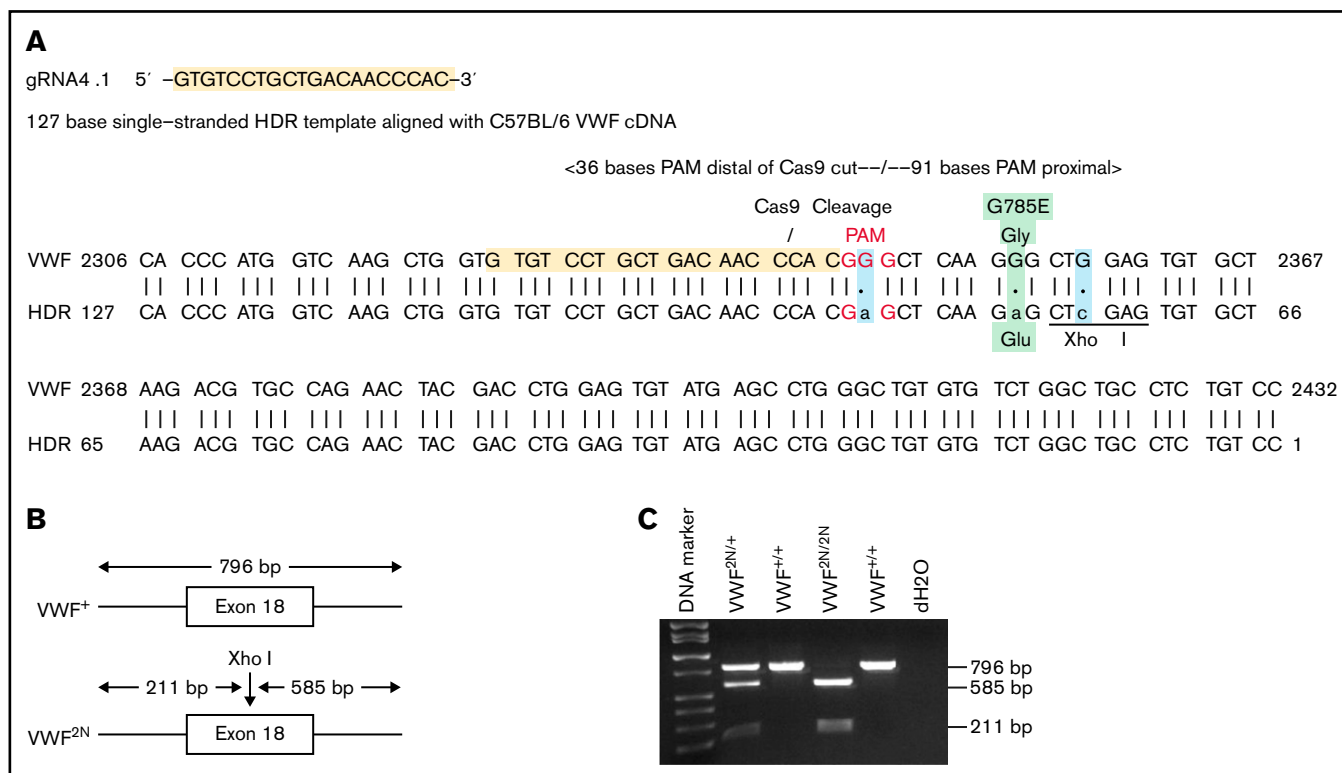 A
gRNA4 .1 5′ –GTGTCCTGCTGACAACCCAC–3′
127 base single–stranded HDR template aligned with C57BL/6 VWF cDNA
<36 bases PAM distal of Cas9 cut––/––91 bases PAM proximal>
Cas9 Cleavage G785E
/ PAM Gly
VWF 2306 CA CCC ATG GTC AAG CTG GTG TGT CCT GCT GAC AAC CCAC GGG CT CAA GGG CTG GAG TGT GCT 2367
HDR 127 CA CCC ATG GTC AAG CTG GTG TGT CCT GCT GAC AAC CCAC GaG CT CAA GaG CTc GAG TGT GCT 66
Glu Xho I
VWF 2368 AAG ACG TGC CAG AAC TAC GAC CTG GAG TGT ATG AGC CTG GGC TGT GTG TCT GGC TGC CTC TGT CC 2432
HDR 65 AAG ACG TGC CAG AAC TAC GAC CTG GAG TGT ATG AGC CTG GGC TGT GTG TCT GGC TGC CTC TGT CC 1
B
796 bp
VWF+ Exon 18
Xho I
211 bp 585 bp
VWF2N Exon 18
C
DNA marker
VWF2N/+
VWF+/+
VWF2N/2N
VWF+/+
dH2O
796 bp
585 bp
211 bp